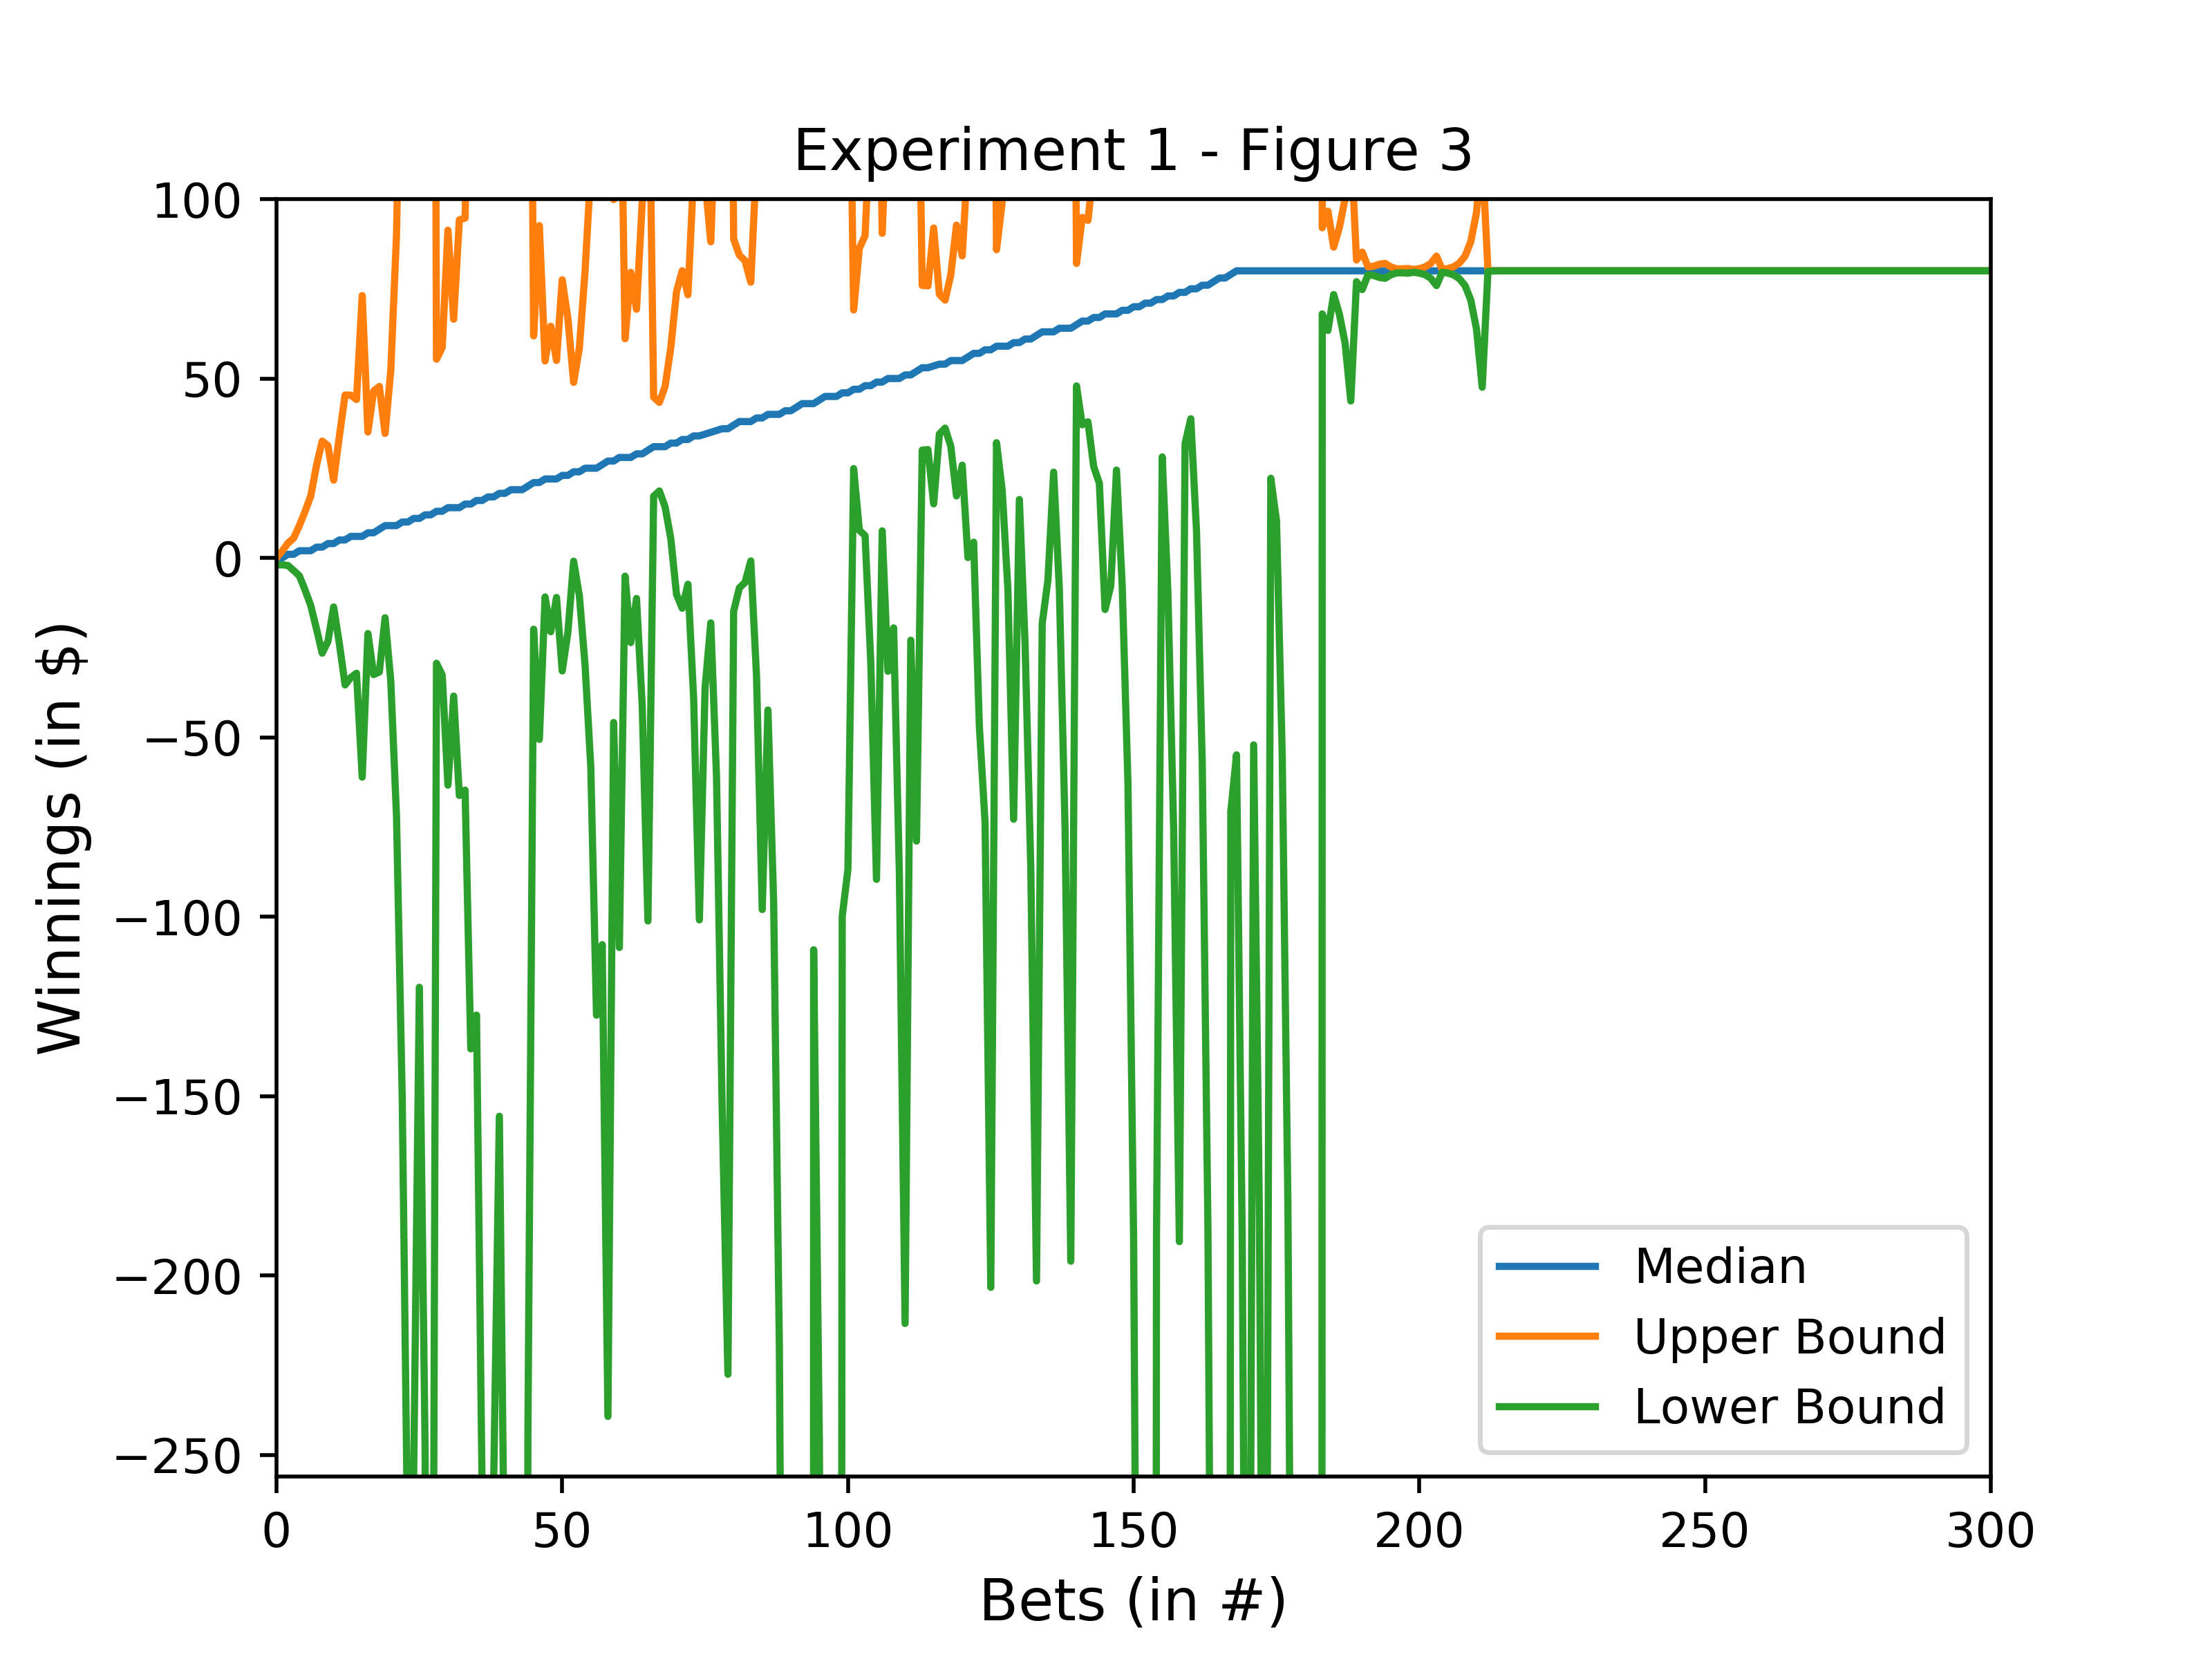 Experiment 1 - Figure 3
100
50
0
−50
−100
−150
−200
−250
Winnings (in $)
0 50 100 150 200 250 300
Bets (in #)
Median
Upper Bound
Lower Bound